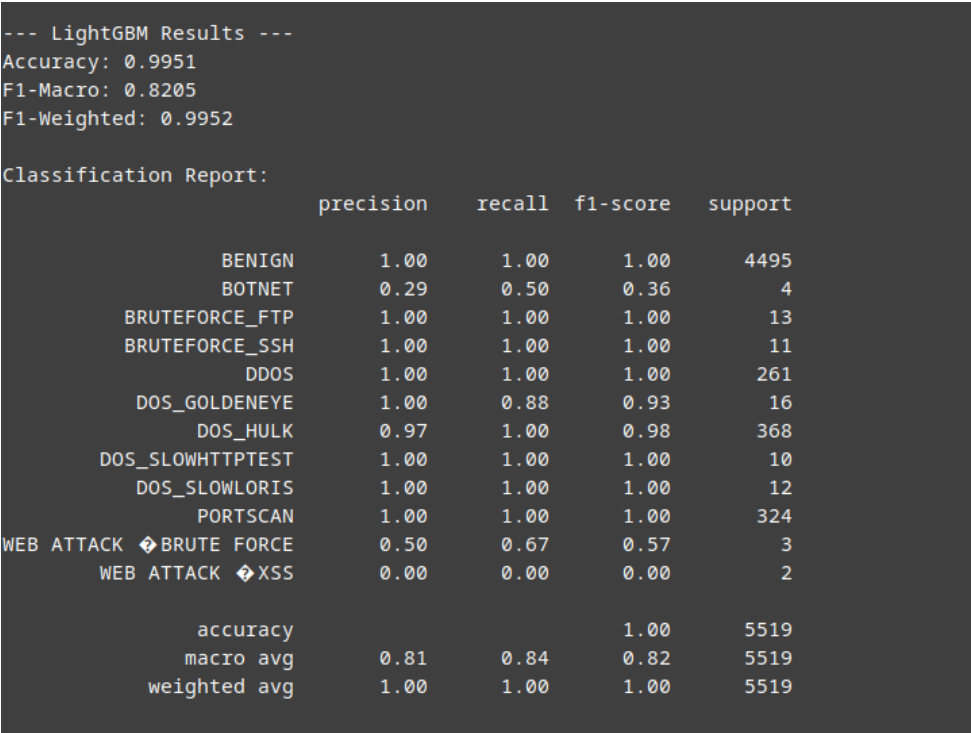 --- LightGBM Results ---
Accuracy: 0.9951
F1-Macro: 0.8205
F1-Weighted: 0.9952
Classification Report:
precision recall f1-score support
BENIGN 1.00 1.00 1.00 4495
BOTNET 0.29 0.50 0.36 4
BRUTEFORCE_FTP 1.00 1.00 1.00 13
BRUTEFORCE_SSH 1.00 1.00 1.00 11
DDOS 1.00 1.00 1.00 261
DOS_GOLDENEYE 1.00 0.88 0.93 16
DOS_HULK 0.97 1.00 0.98 368
DOS_SLOWHTTPTEST 1.00 1.00 1.00 10
DOS_SLOWLORIS 1.00 1.00 1.00 12
PORTSCAN 1.00 1.00 1.00 324
WEB ATTACK �BRUTE FORCE 0.50 0.67 0.57 3
WEB ATTACK �XSS 0.00 0.00 0.00 2
accuracy 1.00 5519
macro avg 0.81 0.84 0.82 5519
weighted avg 1.00 1.00 1.00 5519